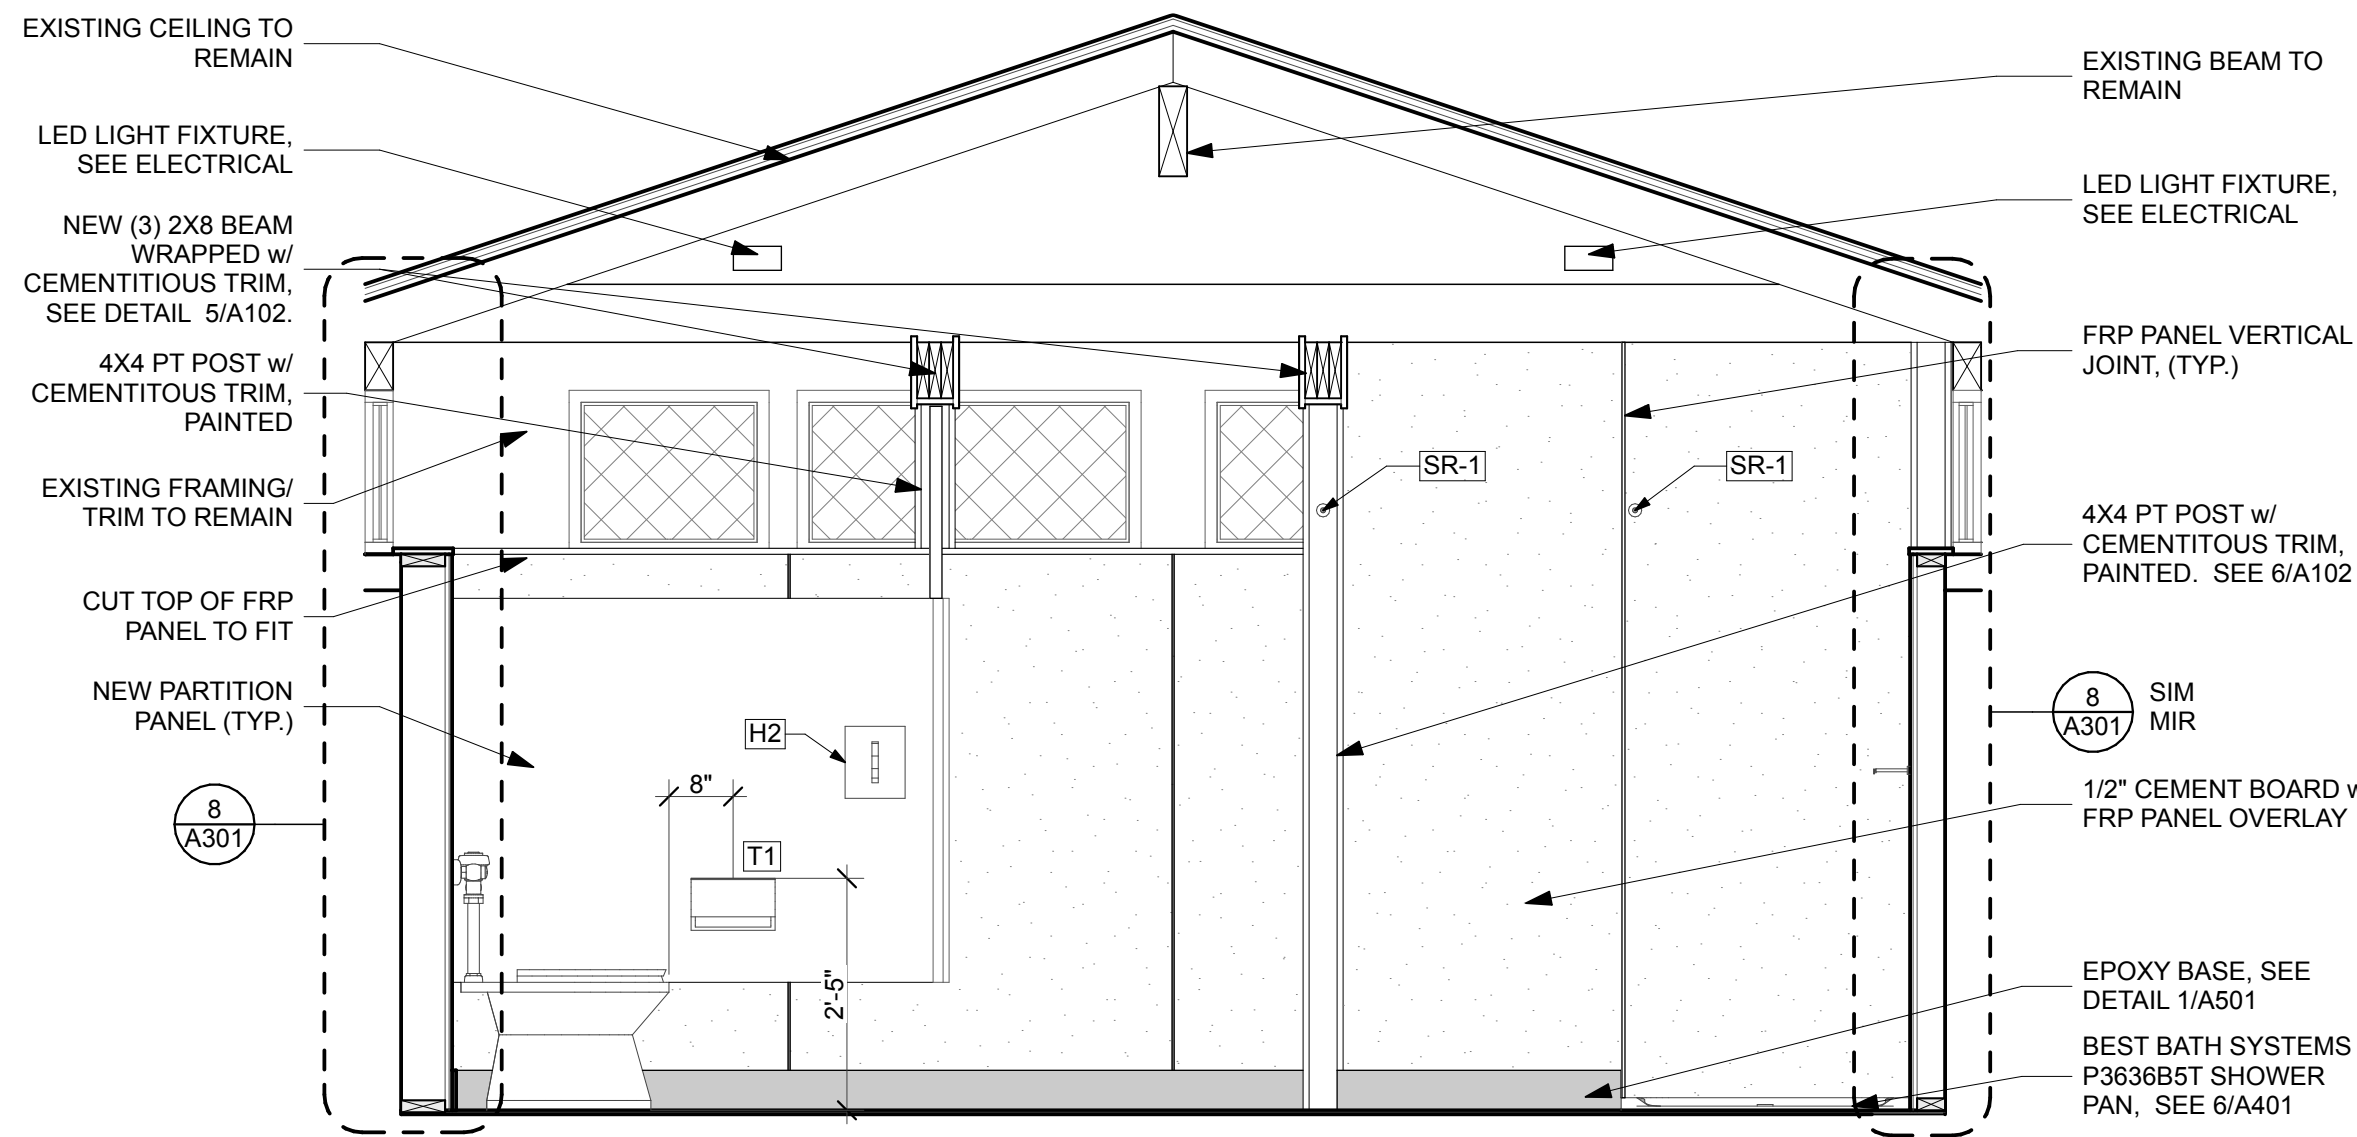 EXISTING CEILING TO
REMAIN
LED LIGHT FIXTURE,
SEE ELECTRICAL
NEW (3) 2X8 BEAM
WRAPPED w/
CEMENTITIOUS TRIM,
SEE DETAIL 5/A102.
4X4 PT POST w/
CEMENTITOUS TRIM,
PAINTED
EXISTING FRAMING/
TRIM TO REMAIN
CUT TOP OF FRP
PANEL TO FIT
NEW PARTITION
PANEL (TYP.)
8
A301
SR-1
SR-1
H2
8"
T1
2'-5"
EXISTING BEAM TO
REMAIN
LED LIGHT FIXTURE,
SEE ELECTRICAL
FRP PANEL VERTICAL
JOINT, (TYP.)
4X4 PT POST w/
CEMENTITOUS TRIM,
PAINTED. SEE 6/A102
8
A301
SIM
MIR
1/2" CEMENT BOARD
FRP PANEL OVERLAY
EPOXY BASE, SEE
DETAIL 1/A501
BEST BATH SYSTEMS
P3636B5T SHOWER
PAN, SEE 6/A401